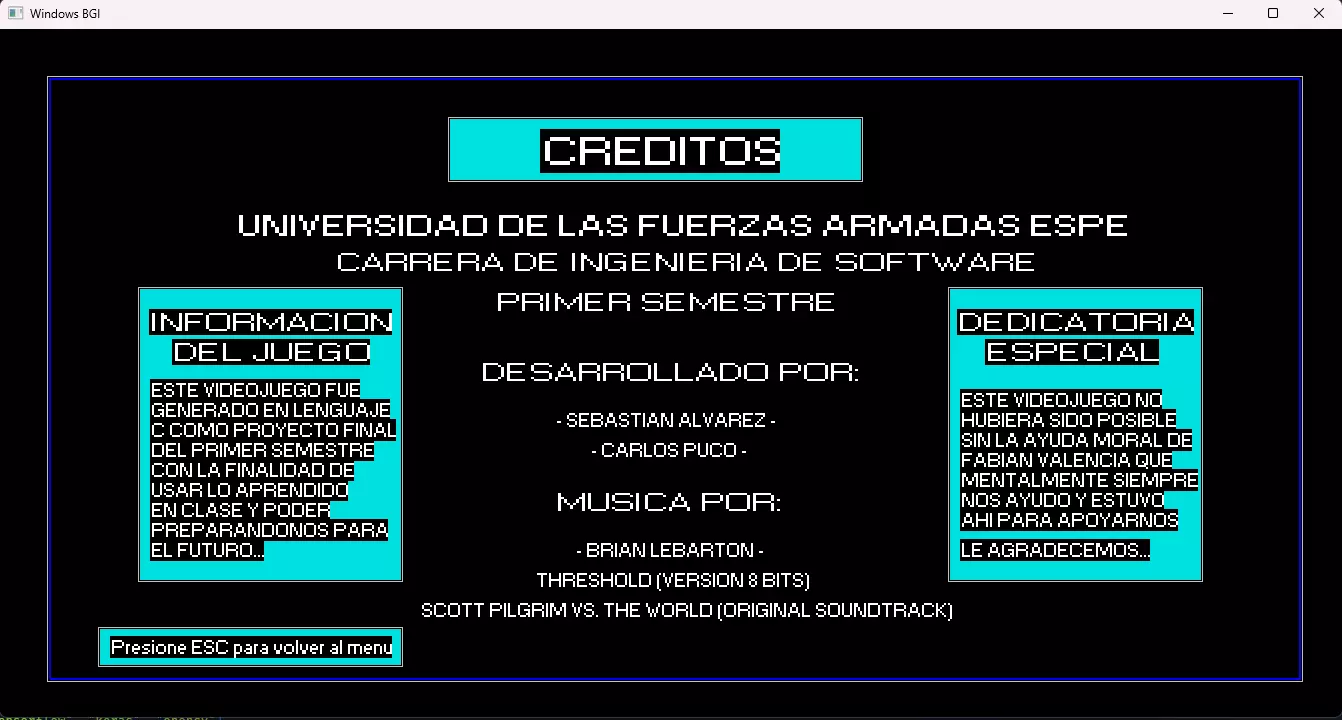 Windows BGI
CREDITOS
UNIVERSIDAD DE LAS FUERZAS ARMADAS ESPE
CARRERA DE INGENIERIA DE SOFTWARE
PRIMER SEMESTRE
INFORMACION
DEL JUEGO
ESTE VIDEOJUEGO FUE
GENERADO EN LENGUAJE
C COMO PROYECTO FINAL
DEL PRIMER SEMESTRE
CON LA FINALIDAD DE
USAR LO APRENDIDO
EN CLASE Y PODER
PREPARANDONOS PARA
EL FUTURO...
DESARROLLADO POR:
- SEBASTIAN ALVAREZ -
- CARLOS PUCO -
MUSICA POR:
- BRIAN LEBARTON -
THRESHOLD (VERSION 8 BITS)
SCOTT PILGRIM VS. THE WORLD (ORIGINAL SOUNDTRACK)
DEDICATORIA
ESPECIAL
ESTE VIDEOJUEGO NO
HUBIERA SIDO POSIBLE
SIN LA AYUDA MORAL DE
FABIAN VALENCIA QUE
MENTALMENTE SIEMPRE
NOS AYUDO Y ESTUVO
AHI PARA APOYARNOS
LE AGRADECEMOS...
Presione ESC para volver al menu